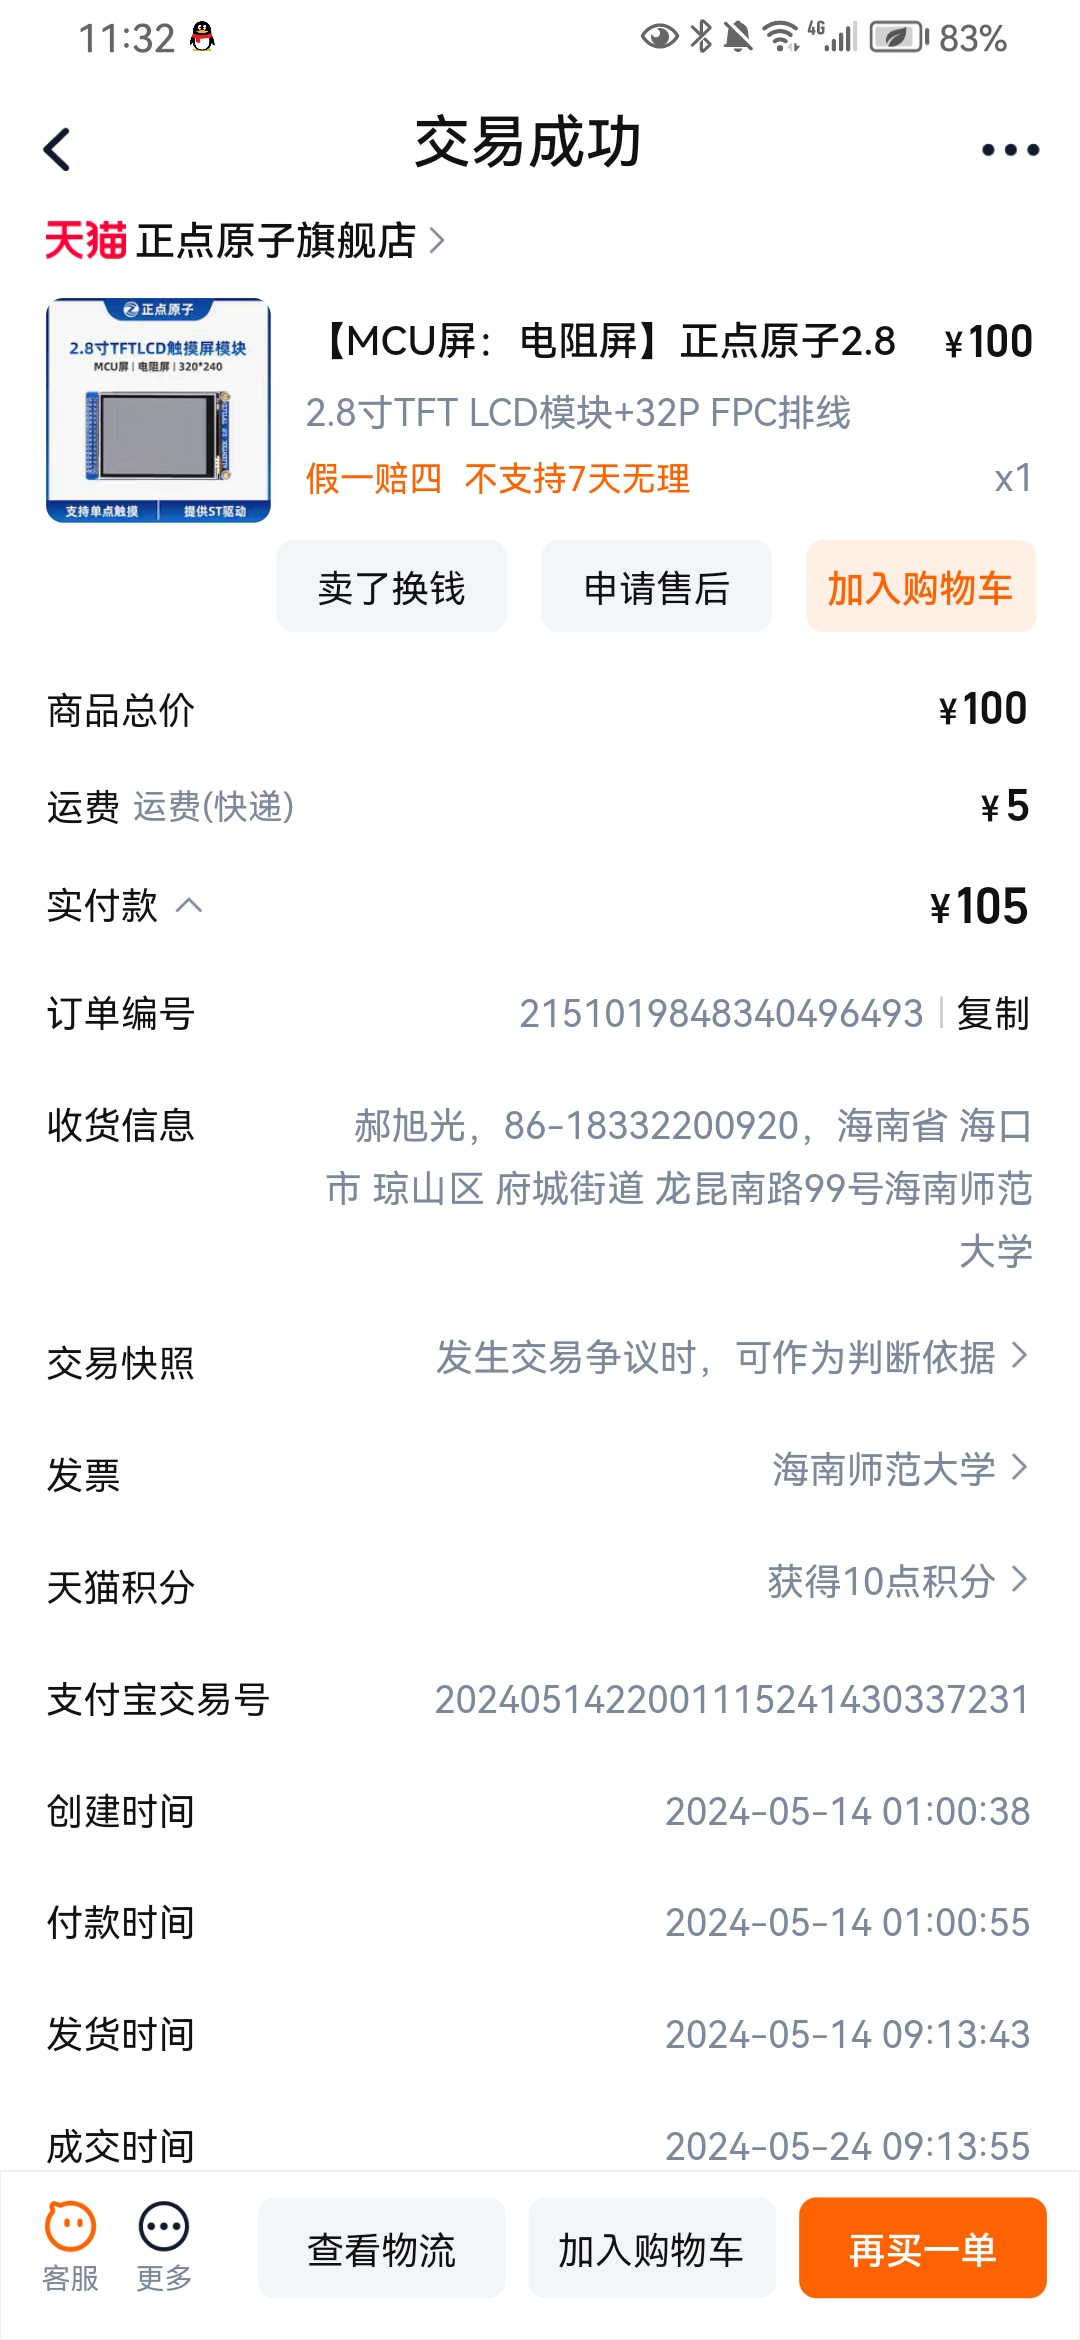 11:32 4G 83%
交易成功
天猫 正点原子旗舰店
正点原子
2.8寸TFTLCD触摸屏模块
MCU屏 | 电阻屏 | 320*240
支持单点触摸 | 提供ST驱动
【MCU屏：电阻屏】正点原子2.8 ¥100
2.8寸TFT LCD模块+32P FPC排线
假一赔四 不支持7天无理 x1
卖了换钱 申请售后 加入购物车
商品总价 ¥100
运费 运费(快递) ¥5
实付款 ¥105
订单编号 2151019848340496493 | 复制
收货信息 郝旭光，86-18332200920，海南省 海口
市 琼山区 府城街道 龙昆南路99号海南师范
大学
交易快照 发生交易争议时，可作为判断依据
发票 海南师范大学
天猫积分 获得10点积分
支付宝交易号 2024051422001115241430337231
创建时间 2024-05-14 01:00:38
付款时间 2024-05-14 01:00:55
发货时间 2024-05-14 09:13:43
成交时间 2024-05-24 09:13:55
客服 更多 查看物流 加入购物车 再买一单